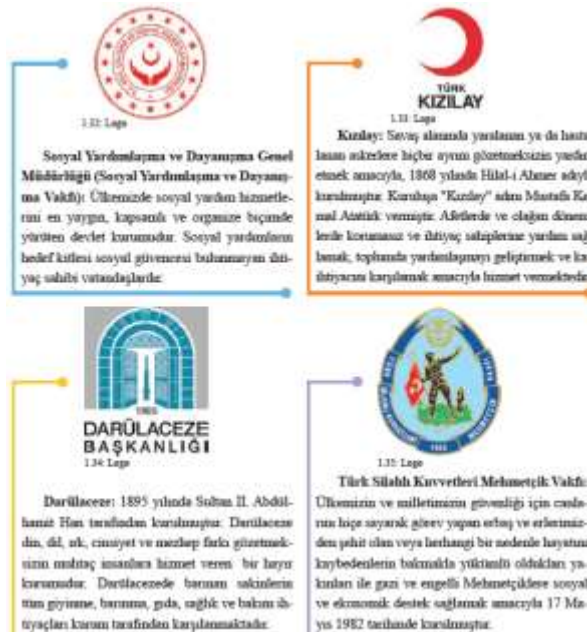 1.32: Logo
Sosyal Yardımlaşma ve Dayanışma Genel
Müdürlüğü (Sosyal Yardımlaşma ve Dayanış-
ma Vakfı): Ülkemizde sosyal yardım hizmetle-
rini en yaygın, kapsamlı ve organize biçimde
yürüten devlet kurumudur. Sosyal yardımların
hedef kitlesi sosyal güvencesi bulunmayan ihti-
yaç sahibi vatandaşlardır.
TÜRK
KIZILAY
1.33: Logo
Kızılay: Savaş alanında yaralanan ya da hasta
lanan askerlere hiçbir ayrım gözetmeksizin yardım
etmek amacıyla, 1868 yılında Hilal-i Ahmer adıyl
kurulmuştur. Kuruluşa "Kızılay" adını Mustafa Ke
mal Atatürk vermiştir. Afetlerde ve olağan dönem
lerde korumasız ve ihtiyaç sahiplerine yardım sağ
lamak, toplumda yardımlaşmayı geliştirmek ve ka
ihtiyacını karşılamak amacıyla hizmet vermektedir
1895
DARÜLACEZE
BAŞKANLIĞI
1.34: Logo
Darülaceze: 1895 yılında Sultan II. Abdül-
hamit Han tarafından kurulmuştur. Darülaceze
din, dil, ırk, cinsiyet ve mezhep farkı gözetmek-
sizin muhtaç insanlara hizmet veren bir hayır
kurumudur. Darülacezede barınan sakinlerin
tüm giyinme, barınma, gıda, sağlık ve bakım ih-
tiyaçları kurum tarafından karşılanmaktadır.
1.35: Logo
Türk Silahlı Kuvvetleri Mehmetçik Vakfı:
Ülkemizin ve milletimizin güvenliği için canla-
rını hiçe sayarak görev yapan erbaş ve erlerimiz-
den şehit olan veya herhangi bir nedenle hayatını
kaybedenlerin bakmakla yükümlü oldukları ya-
kınları ile gazi ve engelli Mehmetçiklere sosyal
ve ekonomik destek sağlamak amacıyla 17 Ma-
yıs 1982 tarihinde kurulmuştur.